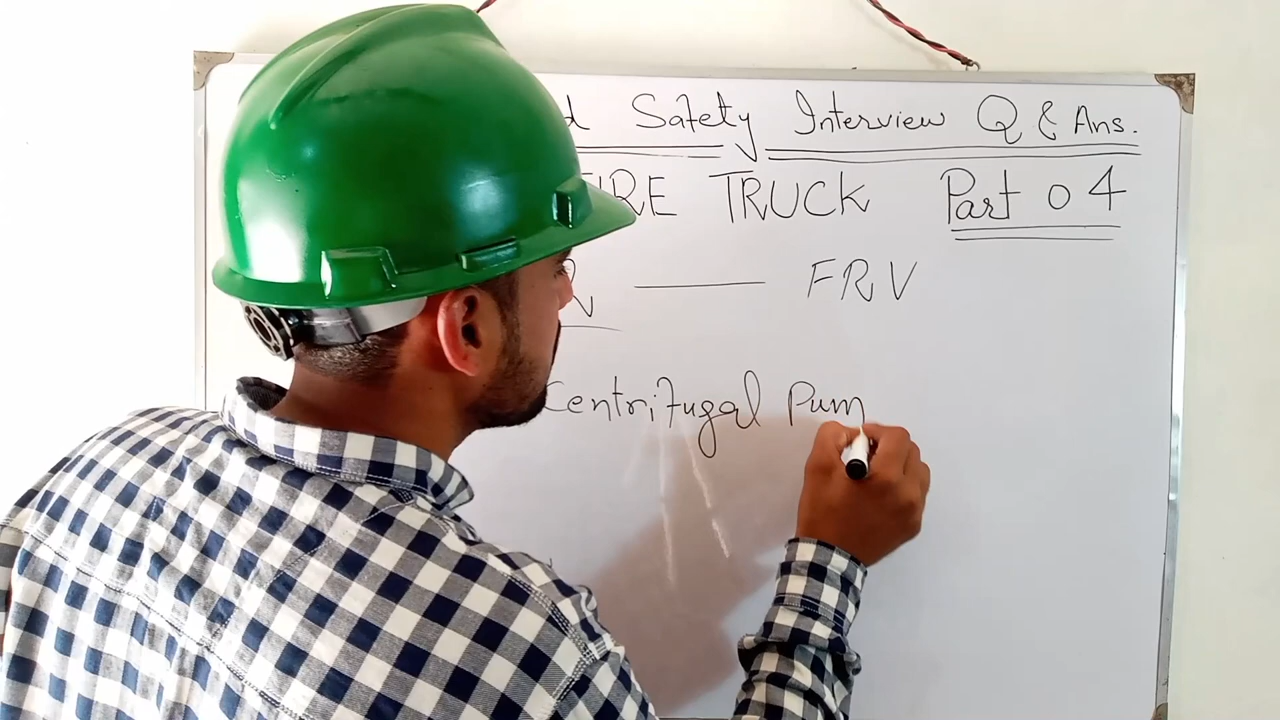 Safety Interview Q & Ans.
TRUCK Part 04
FRV
Centrifugal Pum